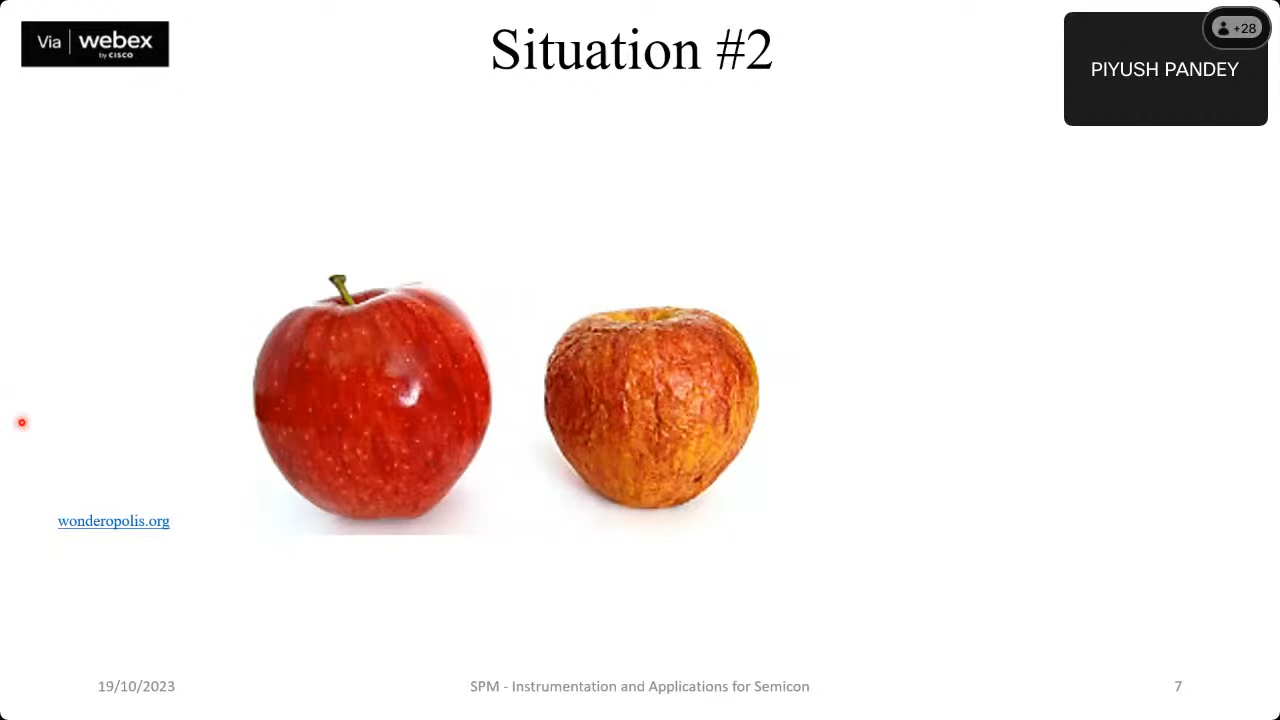 Via webex
by CISCO
Situation #2
+28
PIYUSH PANDEY
wonderopolis.org
19/10/2023
SPM - Instrumentation and Applications for Semicon
7